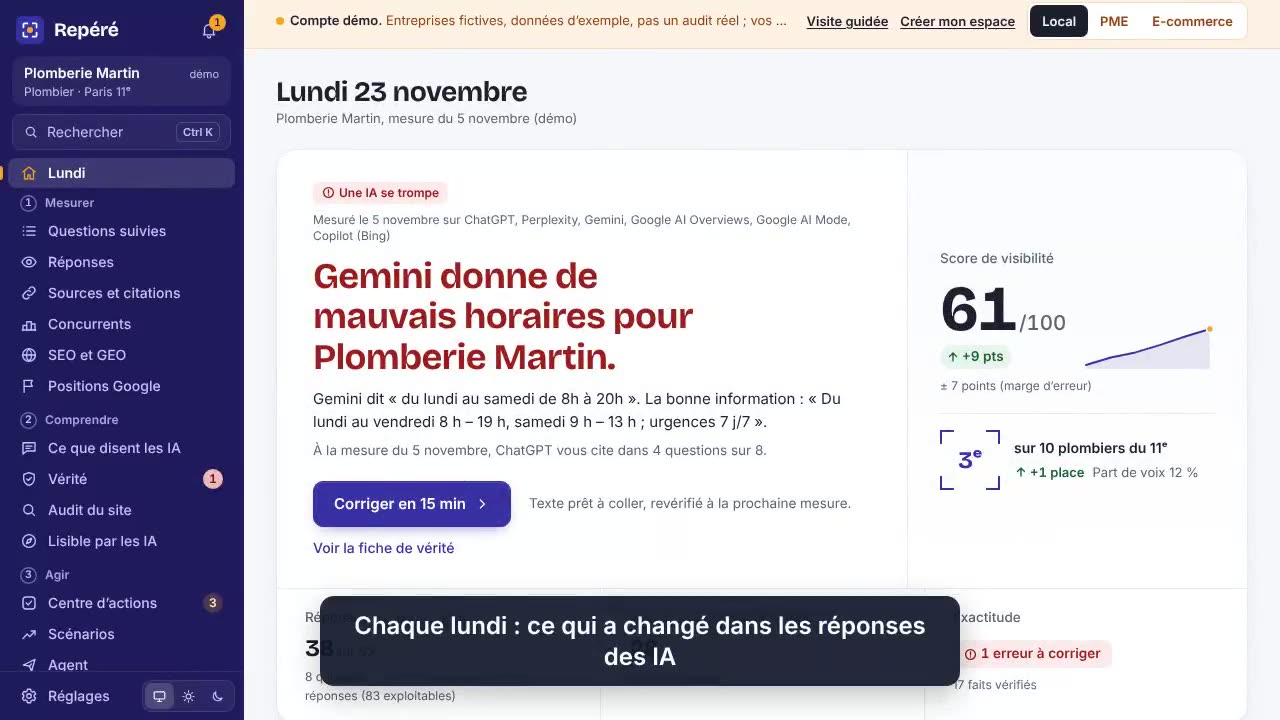 Repéré
1
Plomberie Martin
démo
Plombier · Paris 11ᵉ
Rechercher
Ctrl K
Lundi
1 Mesurer
Questions suivies
Réponses
Sources et citations
Concurrents
SEO et GEO
Positions Google
2 Comprendre
Ce que disent les IA
Vérité
1
Audit du site
Lisible par les IA
3 Agir
Centre d’actions
3
Scénarios
Agent
Réglages
Compte démo. Entreprises fictives, données d’exemple, pas un audit réel ; vos ...
Visite guidée
Créer mon espace
Local
PME
E-commerce
Lundi 23 novembre
Plomberie Martin, mesure du 5 novembre (démo)
Une IA se trompe
Mesuré le 5 novembre sur ChatGPT, Perplexity, Gemini, Google AI Overviews, Google AI Mode,
Copilot (Bing)
Gemini donne de
mauvais horaires pour
Plomberie Martin.
Gemini dit « du lundi au samedi de 8h à 20h ». La bonne information : « Du
lundi au vendredi 8 h – 19 h, samedi 9 h – 13 h ; urgences 7 j/7 ».
À la mesure du 5 novembre, ChatGPT vous cite dans 4 questions sur 8.
Corriger en 15 min
Texte prêt à coller, revérifié à la prochaine mesure.
Voir la fiche de vérité
Score de visibilité
61/100
+9 pts
± 7 points (marge d’erreur)
3ᵉ
sur 10 plombiers du 11ᵉ
+1 place Part de voix 12 %
38
8
réponses (83 exploitables)
Chaque lundi : ce qui a changé dans les réponses
des IA
1 erreur à corriger
17 faits vérifiés